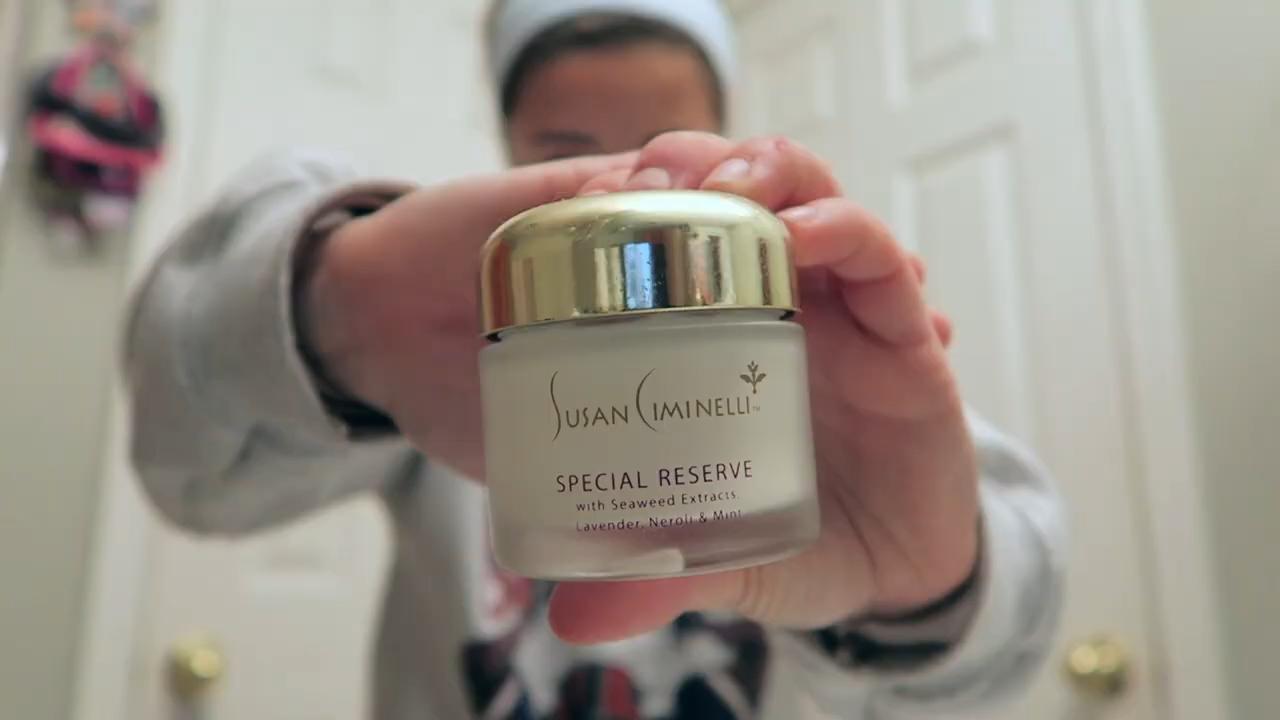 SUSAN CIMINELLI™
SPECIAL RESERVE
with Seaweed Extracts,
Lavender, Neroli & Mint